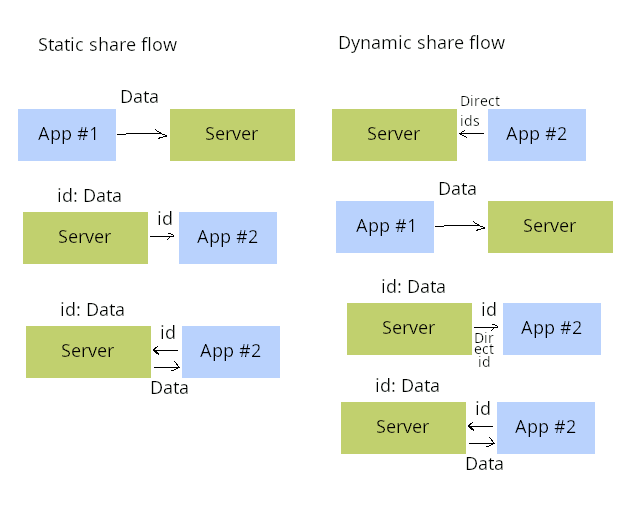 Static share flow
Data
App #1
Server
id: Data
id
Server
App #2
id: Data
id
Server
App #2
Data
Dynamic share flow
Direct
ids
Server
App #2
Data
App #1
Server
id: Data
id
Server
App #2
Dir
ect
id
id: Data
id
Server
App #2
Data